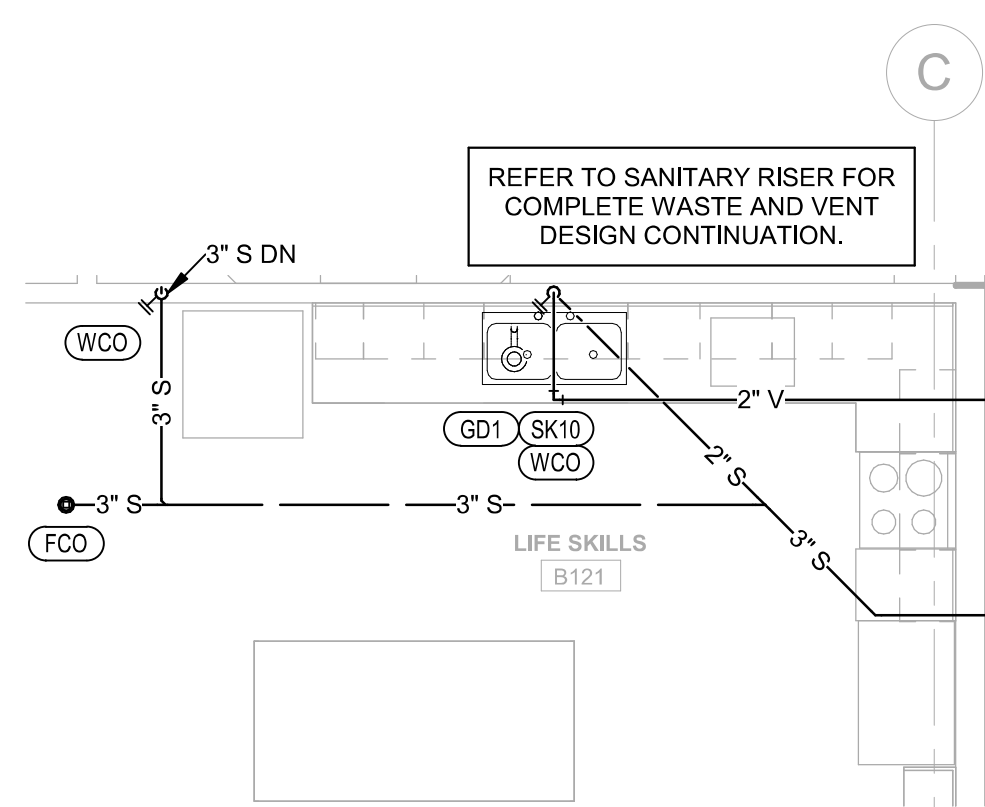 C
REFER TO SANITARY RISER FOR
COMPLETE WASTE AND VENT
DESIGN CONTINUATION.
3" S DN
WCO
3" S
2" V
GD1
SK10
WCO
2" S
3" S
3" S
FCO
LIFE SKILLS
B121
3" S